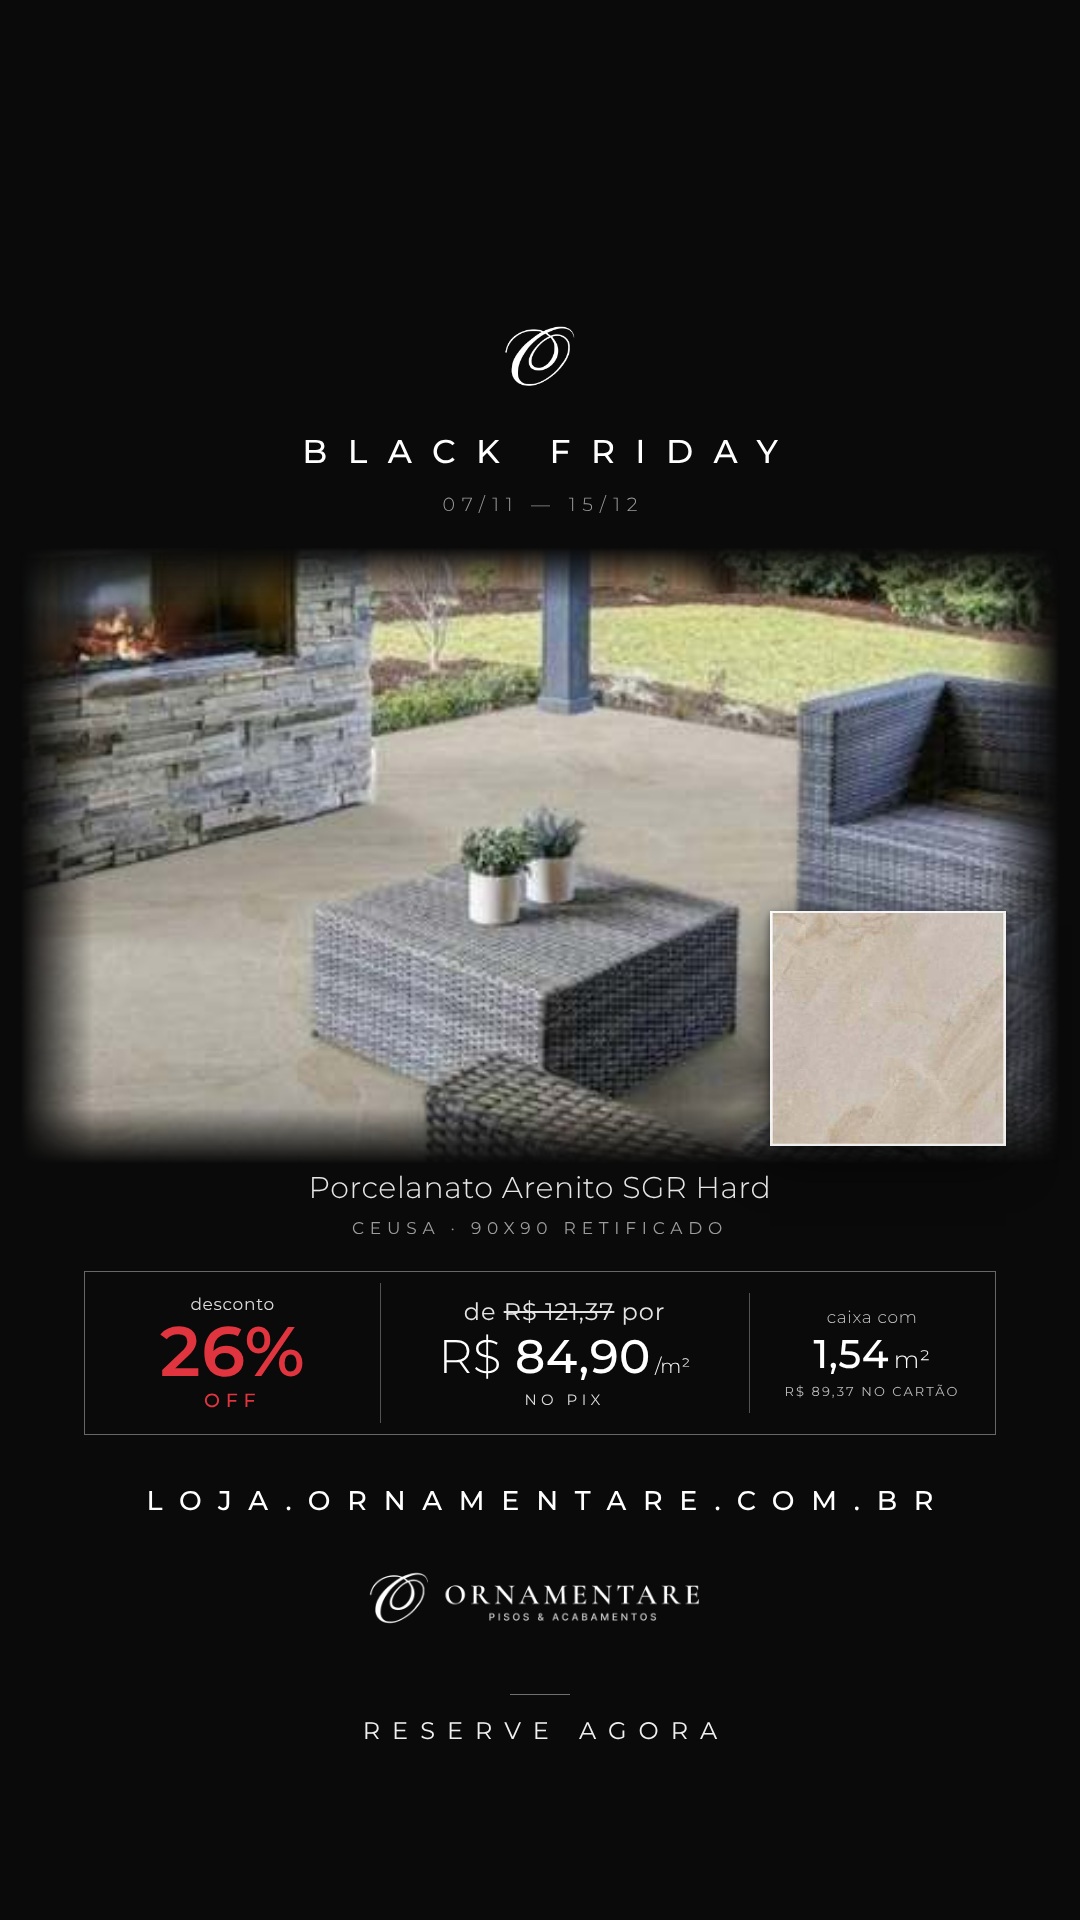 BLACK FRIDAY
07/11 — 15/12
Porcelanato Arenito SGR Hard
CEUSA · 90X90 RETIFICADO
desconto
26%
OFF
de R$ 121,37 por
R$ 84,90 /m²
NO PIX
caixa com
1,54 m²
R$ 89,37 NO CARTÃO
LOJA.ORNAMENTARE.COM.BR
ORNAMENTARE
PISOS & ACABAMENTOS
RESERVE AGORA